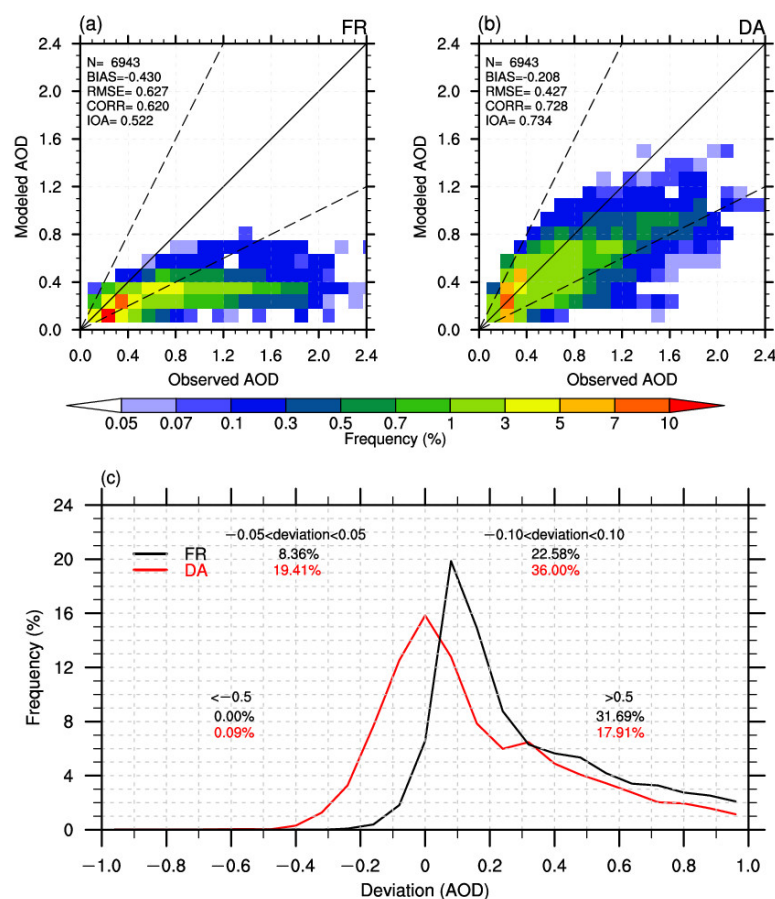 (a) FR
2.4
2.0
1.6
1.2
0.8
0.4
0.0
Modeled AOD
N= 6943
BIAS=-0.430
RMSE= 0.627
CORR= 0.620
IOA= 0.522
0.0 0.4 0.8 1.2 1.6 2.0 2.4
Observed AOD
(b) DA
2.4
2.0
1.6
1.2
0.8
0.4
0.0
Modeled AOD
N= 6943
BIAS=-0.208
RMSE= 0.427
CORR= 0.728
IOA= 0.734
0.0 0.4 0.8 1.2 1.6 2.0 2.4
Observed AOD
0.05 0.07 0.1 0.3 0.5 0.7 1 3 5 7 10
Frequency (%)
(c)
24
20
16
12
8
4
0
Frequency (%)
FR
DA
−0.05<deviation<0.05
8.36%
19.41%
−0.10<deviation<0.10
22.58%
36.00%
<−0.5
0.00%
0.09%
>0.5
31.69%
17.91%
−1.0 −0.8 −0.6 −0.4 −0.2 0 0.2 0.4 0.6 0.8 1.0
Deviation (AOD)